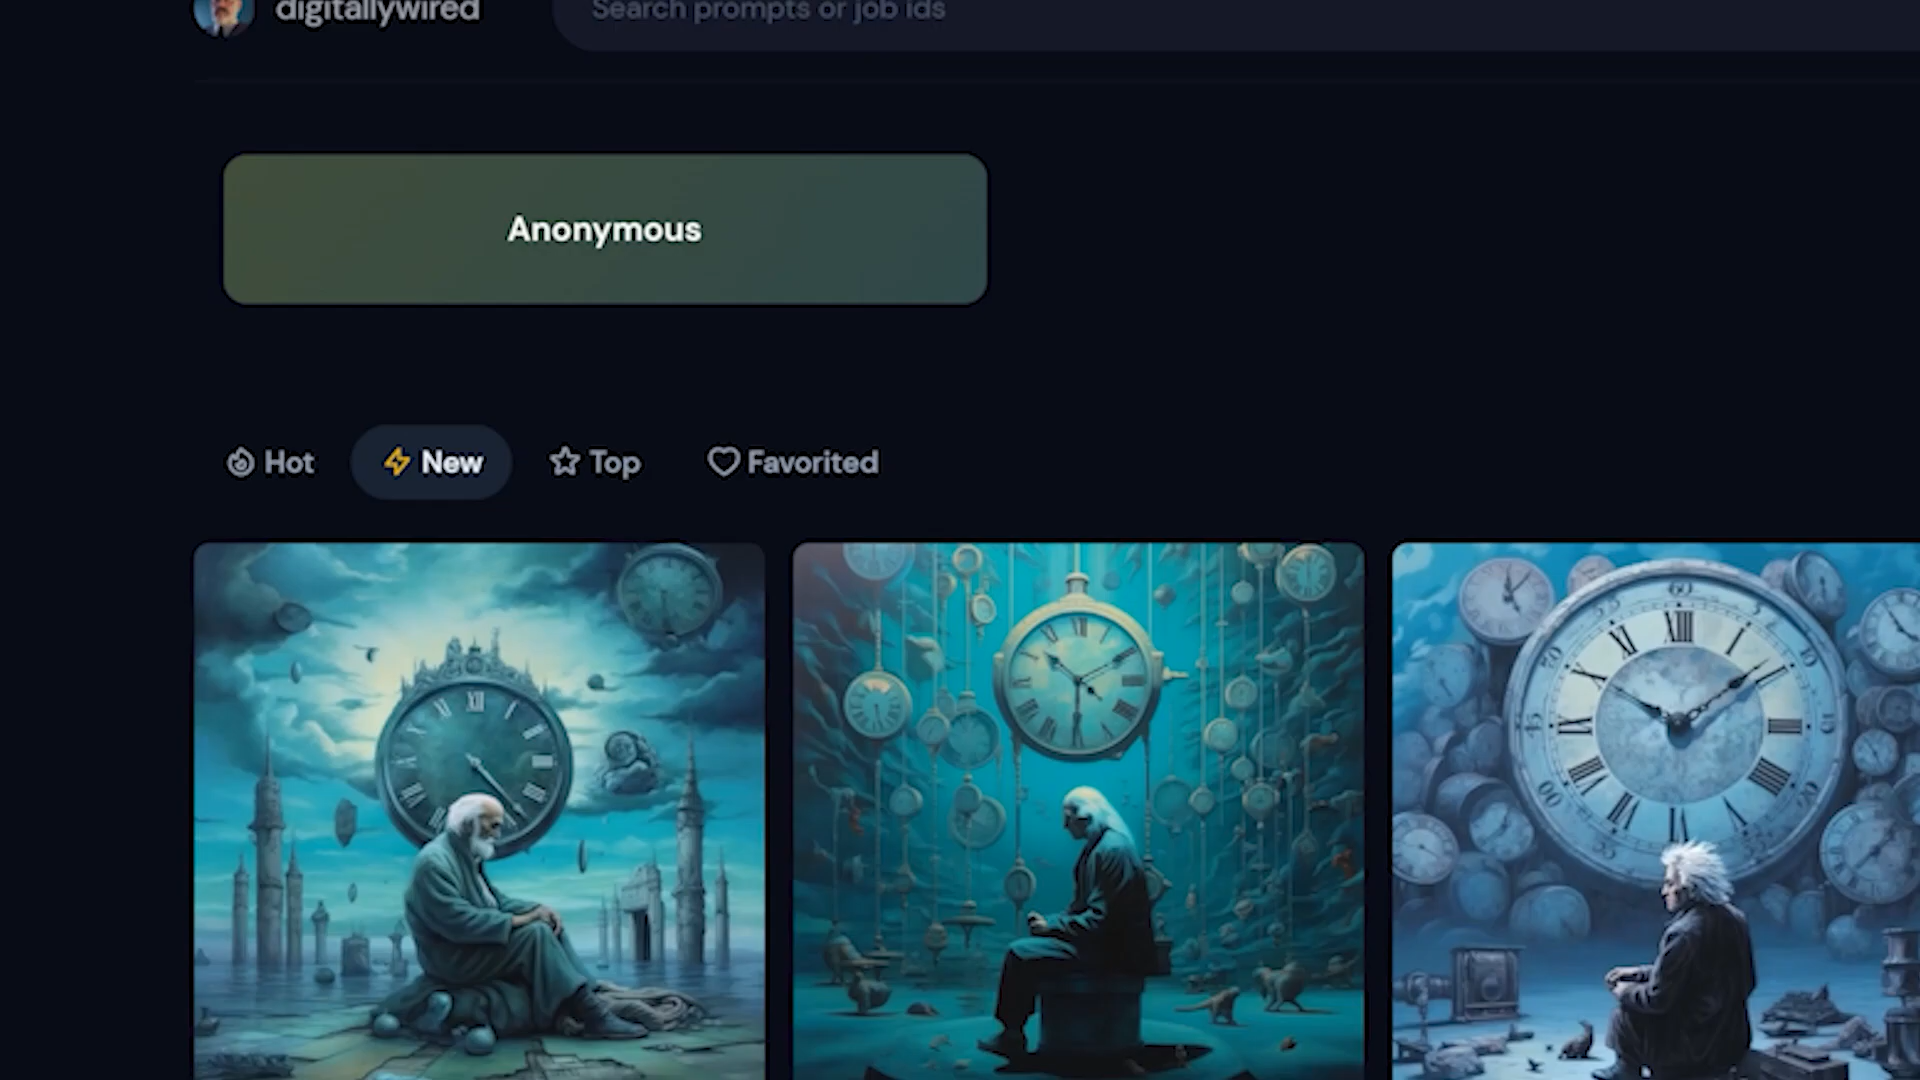 digitallywired
Search prompts or job ids
Anonymous
Hot
New
Top
Favorited